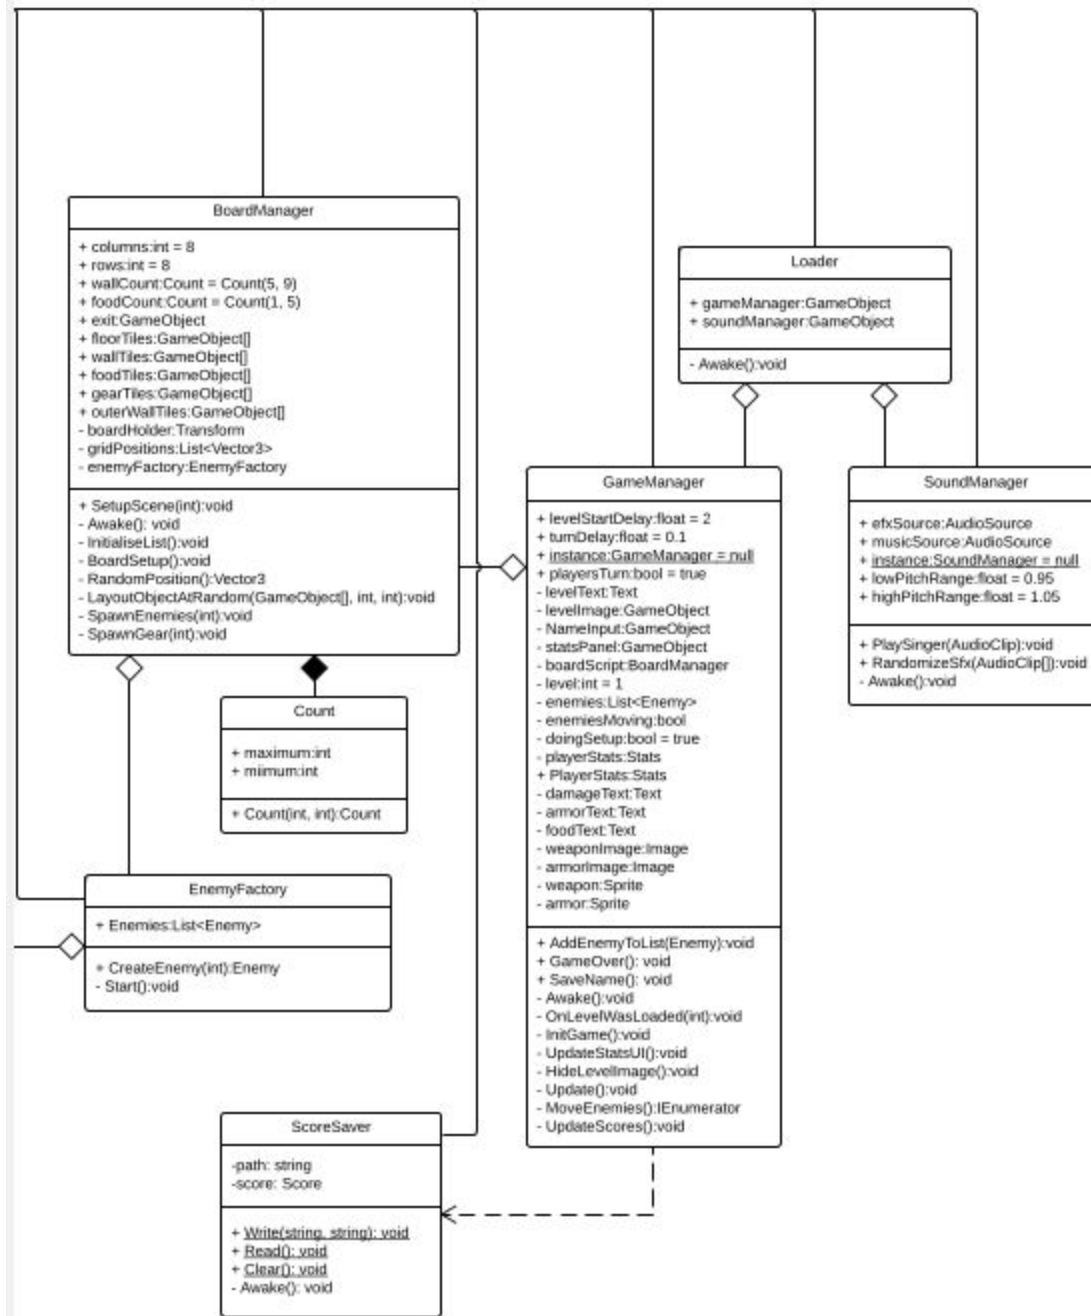 BoardManager
+ columns:int = 8
+ rows:int = 8
+ wallCount:Count = Count(5, 9)
+ foodCount:Count = Count(1, 5)
+ exit:GameObject
+ floorTiles:GameObject[]
+ wallTiles:GameObject[]
+ foodTiles:GameObject[]
+ gearTiles:GameObject[]
+ outerWallTiles:GameObject[]
- boardHolder:Transform
- gridPositions:List<Vector3>
- enemyFactory:EnemyFactory
+ SetupScene(int):void
- Awake(): void
- InitialiseList():void
- BoardSetup():void
- RandomPosition():Vector3
- LayoutObjectAtRandom(GameObject[], int, int):void
- SpawnEnemies(int):void
- SpawnGear(int):void
Loader
+ gameManager:GameObject
+ soundManager:GameObject
- Awake():void
GameManager
+ levelStartDelay:float = 2
+ turnDelay:float = 0.1
+ instance:GameManager = null
+ playersTurn:bool = true
- levelText:Text
- levelImage:GameObject
- NameInput:GameObject
- statsPanel:GameObject
- boardScript:BoardManager
- level:int = 1
- enemies:List<Enemy>
- enemiesMoving:bool
- doingSetup:bool = true
- playerStats:Stats
+ PlayerStats:Stats
- damageText:Text
- armorText:Text
- foodText:Text
- weaponImage:Image
- armorImage:Image
- weapon:Sprite
- armor:Sprite
+ AddEnemyToList(Enemy):void
+ GameOver(): void
+ SaveName(): void
- Awake():void
- OnLevelWasLoaded(int):void
- InitGame():void
- UpdateStatsUI():void
- HideLevelImage():void
- Update():void
- MoveEnemies():IEnumerator
- UpdateScores():void
SoundManager
+ efxSource:AudioSource
+ musicSource:AudioSource
+ instance:SoundManager = null
+ lowPitchRange:float = 0.95
+ highPitchRange:float = 1.05
+ PlaySinger(AudioClip):void
+ RandomizeSfx(AudioClip[]):void
- Awake():void
Count
+ maximum:int
+ miimum:int
+ Count(int, int):Count
EnemyFactory
+ Enemies:List<Enemy>
+ CreateEnemy(int):Enemy
- Start():void
ScoreSaver
-path: string
-score: Score
+ Write(string, string): void
+ Read(): void
+ Clear(): void
- Awake(): void